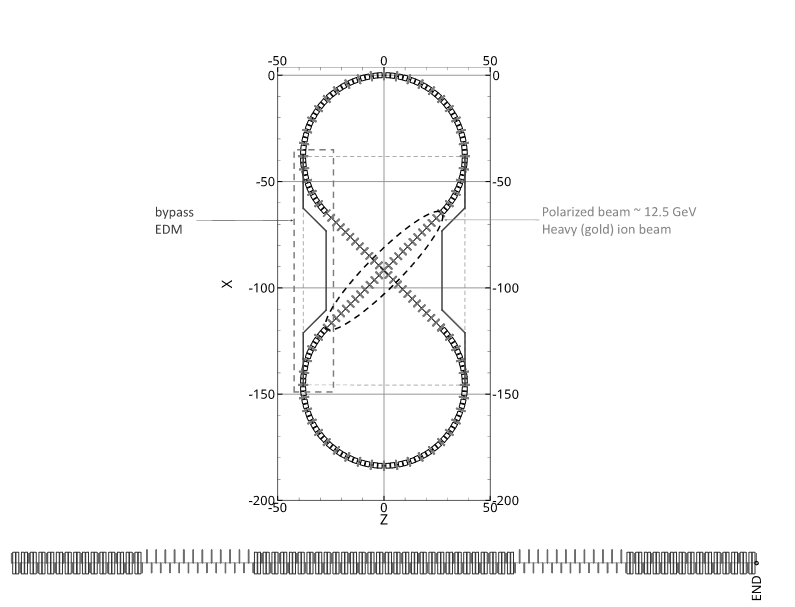 -50 0 50
0 0
-50 -50
bypass
EDM
Polarized beam ~ 12.5 GeV
Heavy (gold) ion beam
X
-100 -100
-150 -150
-200 -200
-50 0 50
Z
END